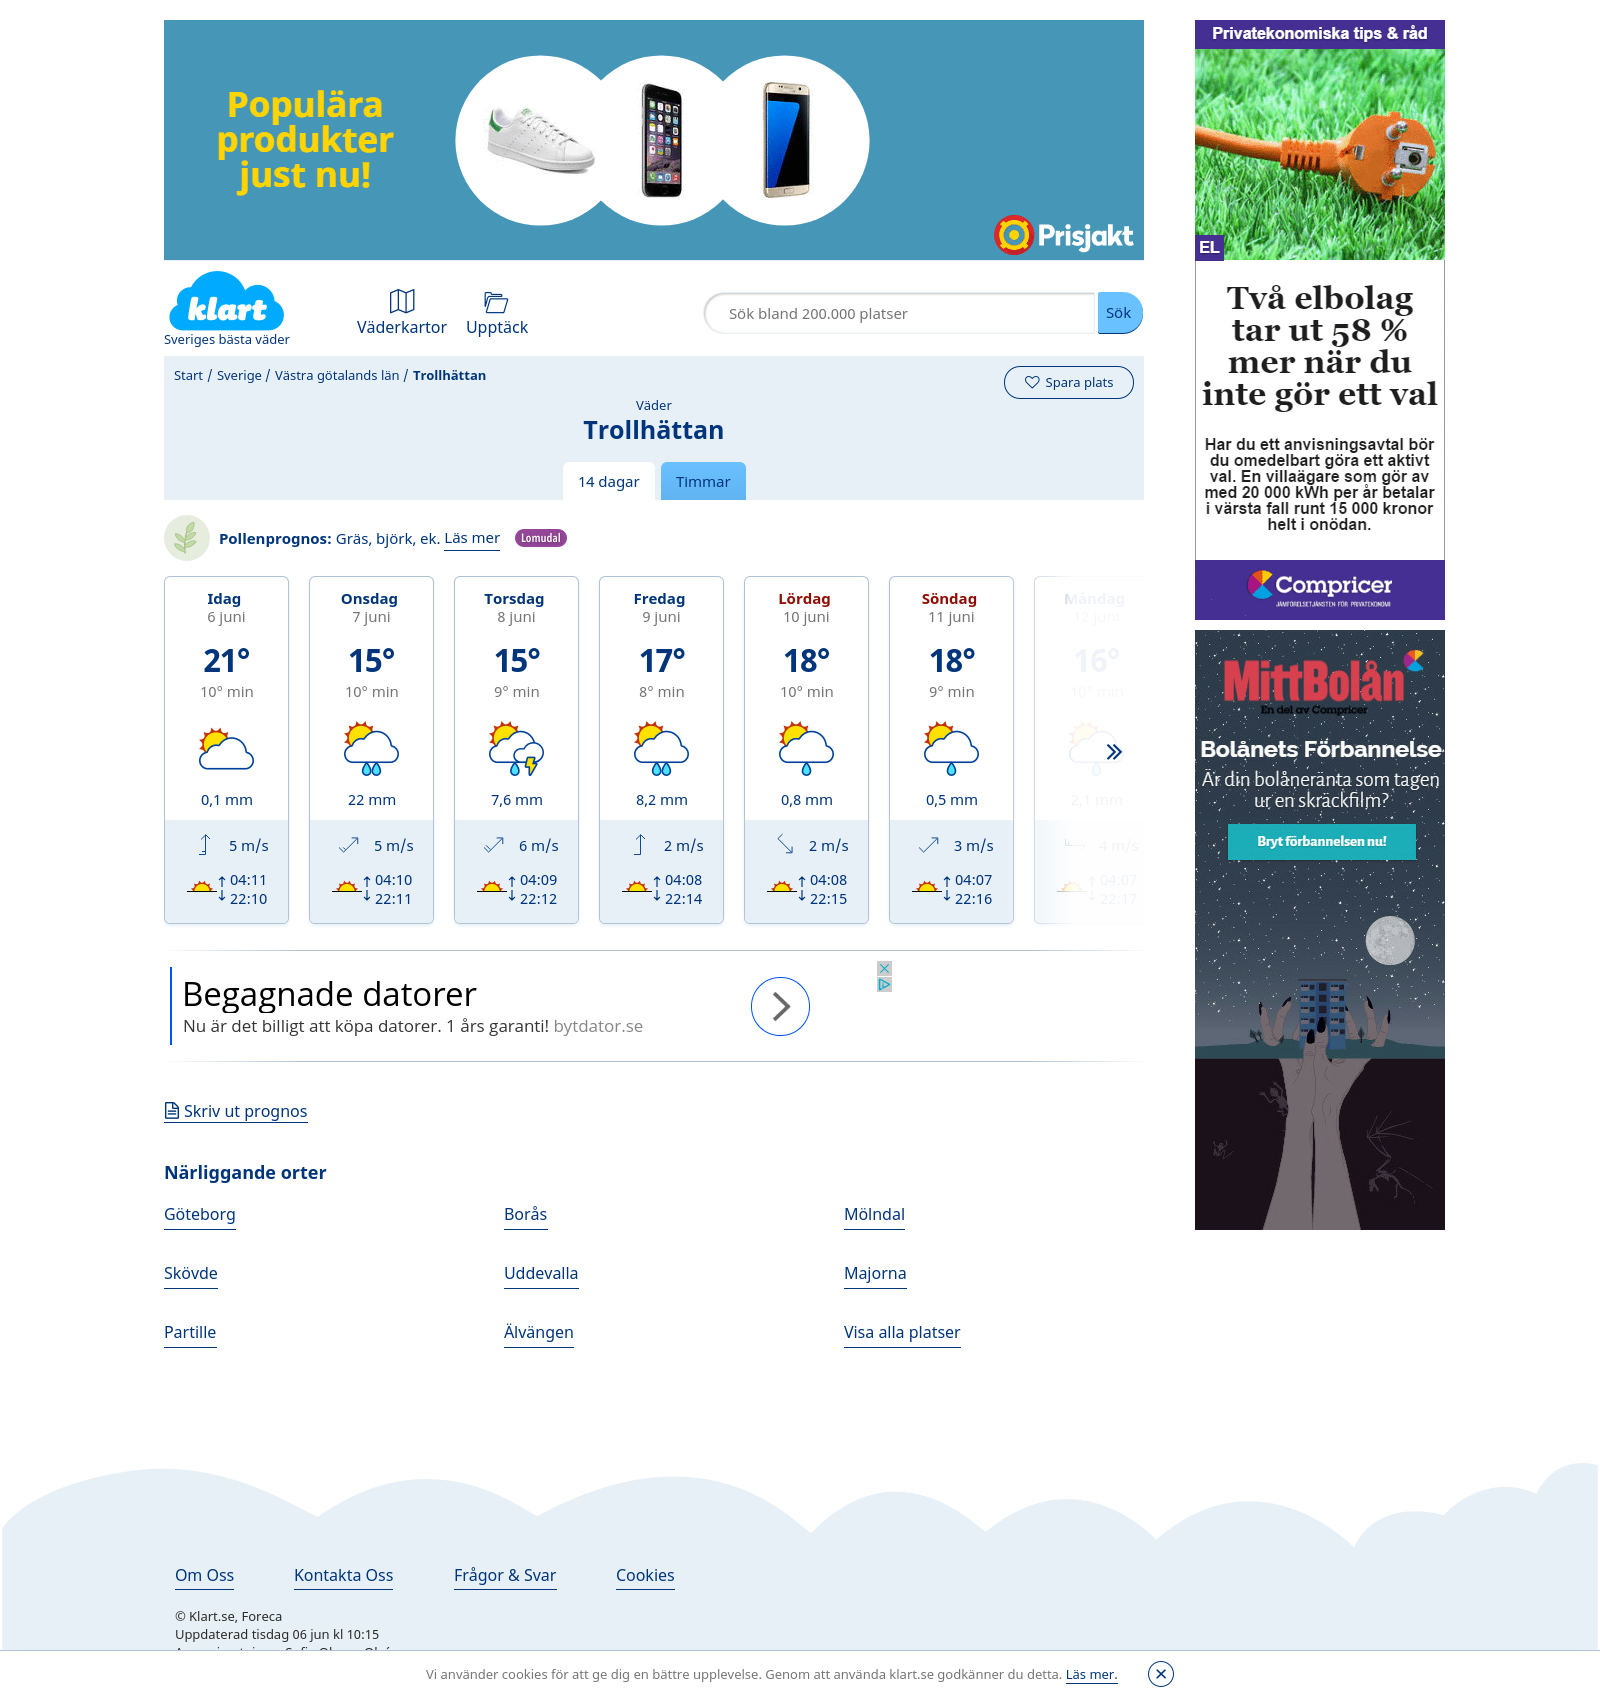 Populära
produkter
just nu!
Prisjakt
Privatekonomiska tips & råd
EL
Två elbolag
tar ut 58 %
mer när du
inte gör ett val
Har du ett anvisningsavtal bör
du omedelbart göra ett aktivt
val. En villaägare som gör av
med 20 000 kWh per år betalar
i värsta fall runt 15 000 kronor
helt i onödan.
Compricer
JÄMFÖRELSETJÄNSTEN FÖR PRIVATEKONOMI
klart
Sveriges bästa väder
Väderkartor
Upptäck
Sök bland 200.000 platser
Sök
Start / Sverige / Västra götalands län / Trollhättan
Spara plats
Väder
Trollhättan
14 dagar
Timmar
Pollenprognos: Gräs, björk, ek. Läs mer
Lomudal
Idag
6 juni
21°
10° min
0,1 mm
5 m/s
04:11
22:10
Onsdag
7 juni
15°
10° min
22 mm
5 m/s
04:10
22:11
Torsdag
8 juni
15°
9° min
7,6 mm
6 m/s
04:09
22:12
Fredag
9 juni
17°
8° min
8,2 mm
2 m/s
04:08
22:14
Lördag
10 juni
18°
10° min
0,8 mm
2 m/s
04:08
22:15
Söndag
11 juni
18°
9° min
0,5 mm
3 m/s
04:07
22:16
Måndag
12 juni
16°
10° min
2,1 mm
4 m/s
04:07
22:17
MittBolån
En del av Compricer
Bolånets Förbannelse
Är din bolåneränta som tagen
ur en skräckfilm?
Bryt förbannelsen nu!
Begagnade datorer
Nu är det billigt att köpa datorer. 1 års garanti! bytdator.se
Skriv ut prognos
Närliggande orter
Göteborg
Borås
Mölndal
Skövde
Uddevalla
Majorna
Partille
Älvängen
Visa alla platser
Om Oss
Kontakta Oss
Frågor & Svar
Cookies
© Klart.se, Foreca
Uppdaterad tisdag 06 jun kl 10:15
Vi använder cookies för att ge dig en bättre upplevelse. Genom att använda klart.se godkänner du detta. Läs mer.